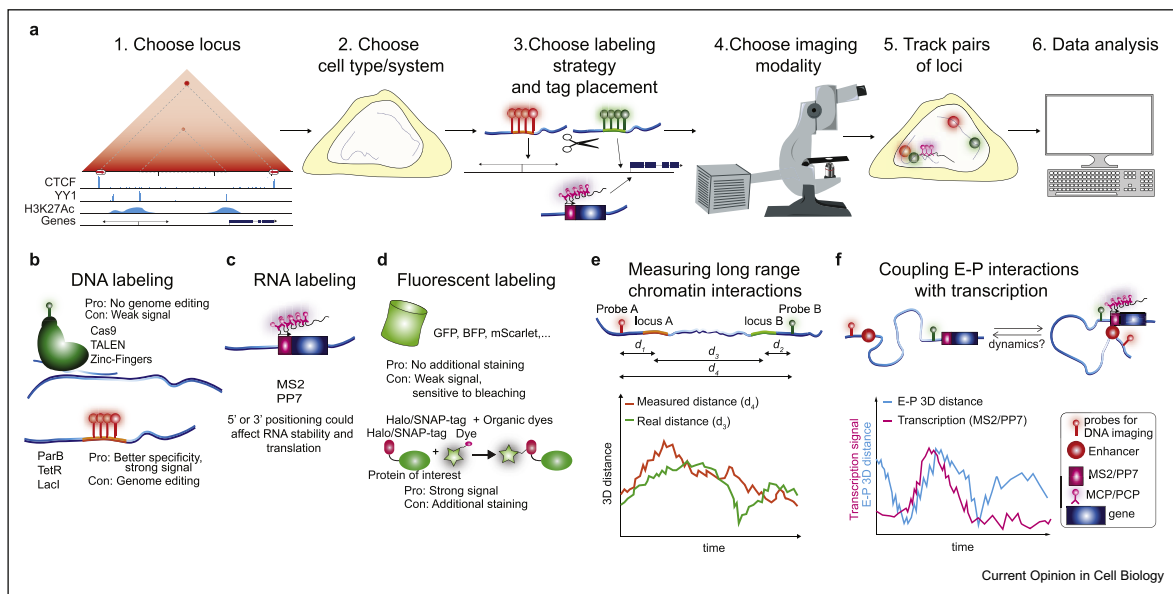 a
1. Choose locus
CTCF
YY1
H3K27Ac
Genes
2. Choose
cell type/system
3.Choose labeling
strategy
and tag placement
4.Choose imaging
modality
5. Track pairs
of loci
6. Data analysis
b
DNA labeling
Pro: No genome editing
Con: Weak signal
Cas9
TALEN
Zinc-Fingers
ParB
TetR
LacI
Pro: Better specificity,
strong signal
Con: Genome editing
c
RNA labeling
MS2
PP7
5' or 3' positioning could
affect RNA stability and
translation
d
Fluorescent labeling
GFP, BFP, mScarlet,...
Pro: No additional staining
Con: Weak signal,
sensitive to bleaching
Halo/SNAP-tag + Organic dyes
Halo/SNAP-tag Dye
+
Protein of interest
Pro: Strong signal
Con: Additional staining
e
Measuring long range
chromatin interactions
Probe A
locus A
locus B
Probe B
d1
d2
d3
d4
Measured distance (d4)
Real distance (d3)
3D distance
time
f
Coupling E-P interactions
with transcription
dynamics?
E-P 3D distance
Transcription (MS2/PP7)
Transcription signal
E-P 3D distance
time
probes for
DNA imaging
Enhancer
MS2/PP7
MCP/PCP
gene
Current Opinion in Cell Biology